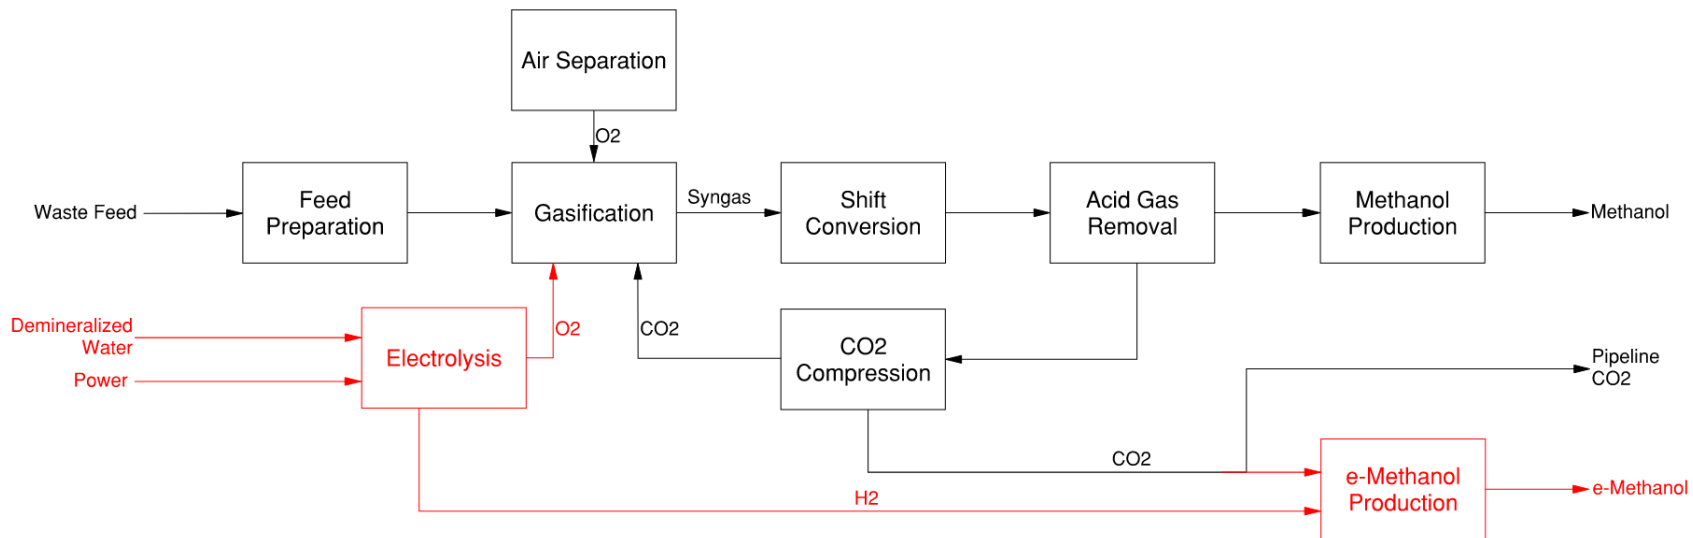 Air Separation
O2
Waste Feed
Feed
Preparation
Gasification
Syngas
Shift
Conversion
Acid Gas
Removal
Methanol
Production
Methanol
Demineralized
Water
Power
Electrolysis
O2
CO2
CO2
Compression
Pipeline
CO2
CO2
H2
e-Methanol
Production
e-Methanol